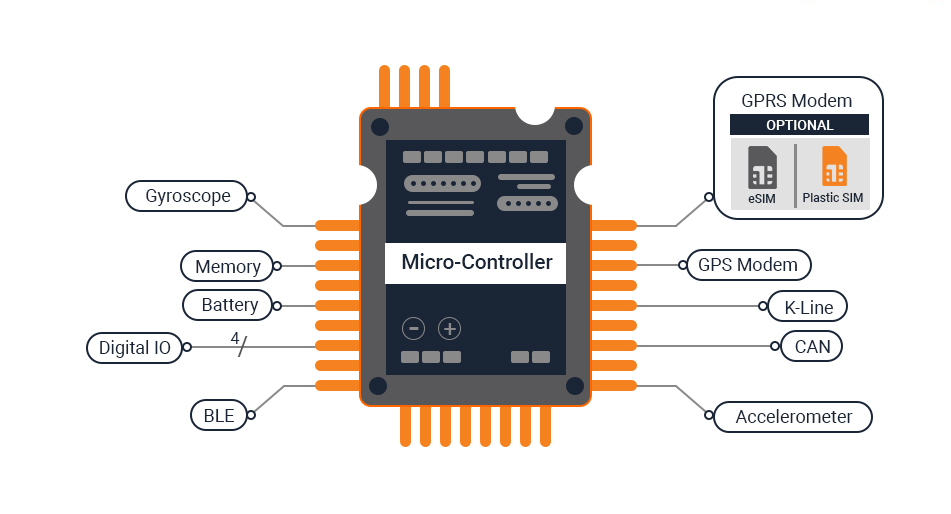 GPRS Modem
OPTIONAL
eSIM
Plastic SIM
Gyroscope
Memory
Micro-Controller
GPS Modem
Battery
K-Line
Digital IO
4/
CAN
BLE
Accelerometer